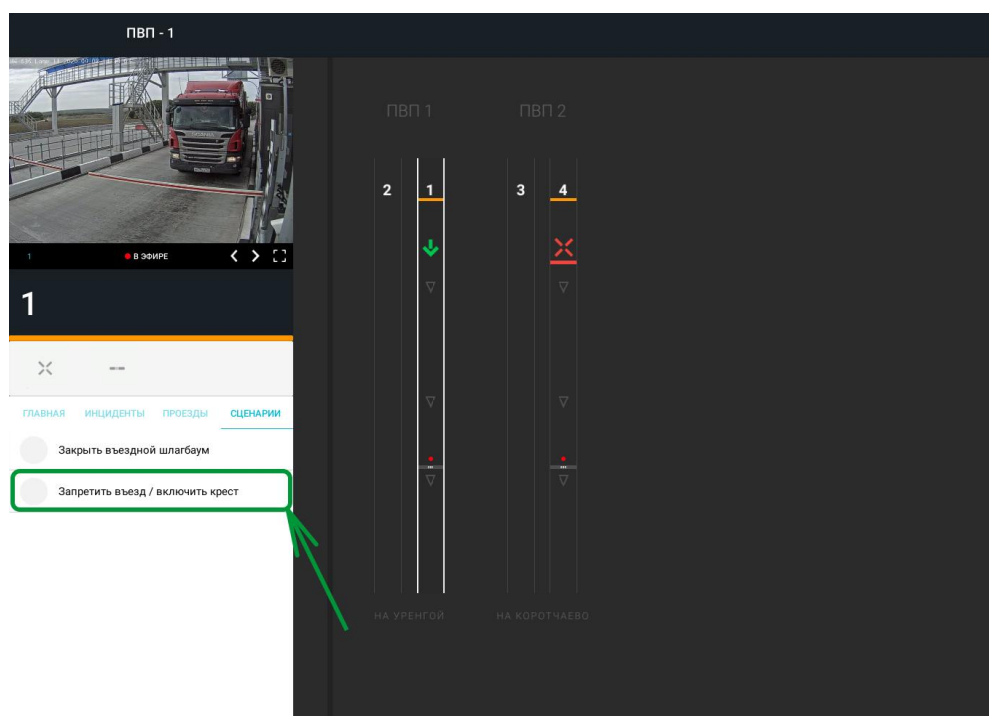 ПВП - 1
1
В ЭФИРЕ
1
ГЛАВНАЯ ИНЦИДЕНТЫ ПРОЕЗДЫ СЦЕНАРИИ
Закрыть въездной шлагбаум
Запретить въезд / включить крест
ПВП 1 ПВП 2
2 1 3 4
НА УРЕНГОЙ НА КОРОТЧАЕВО